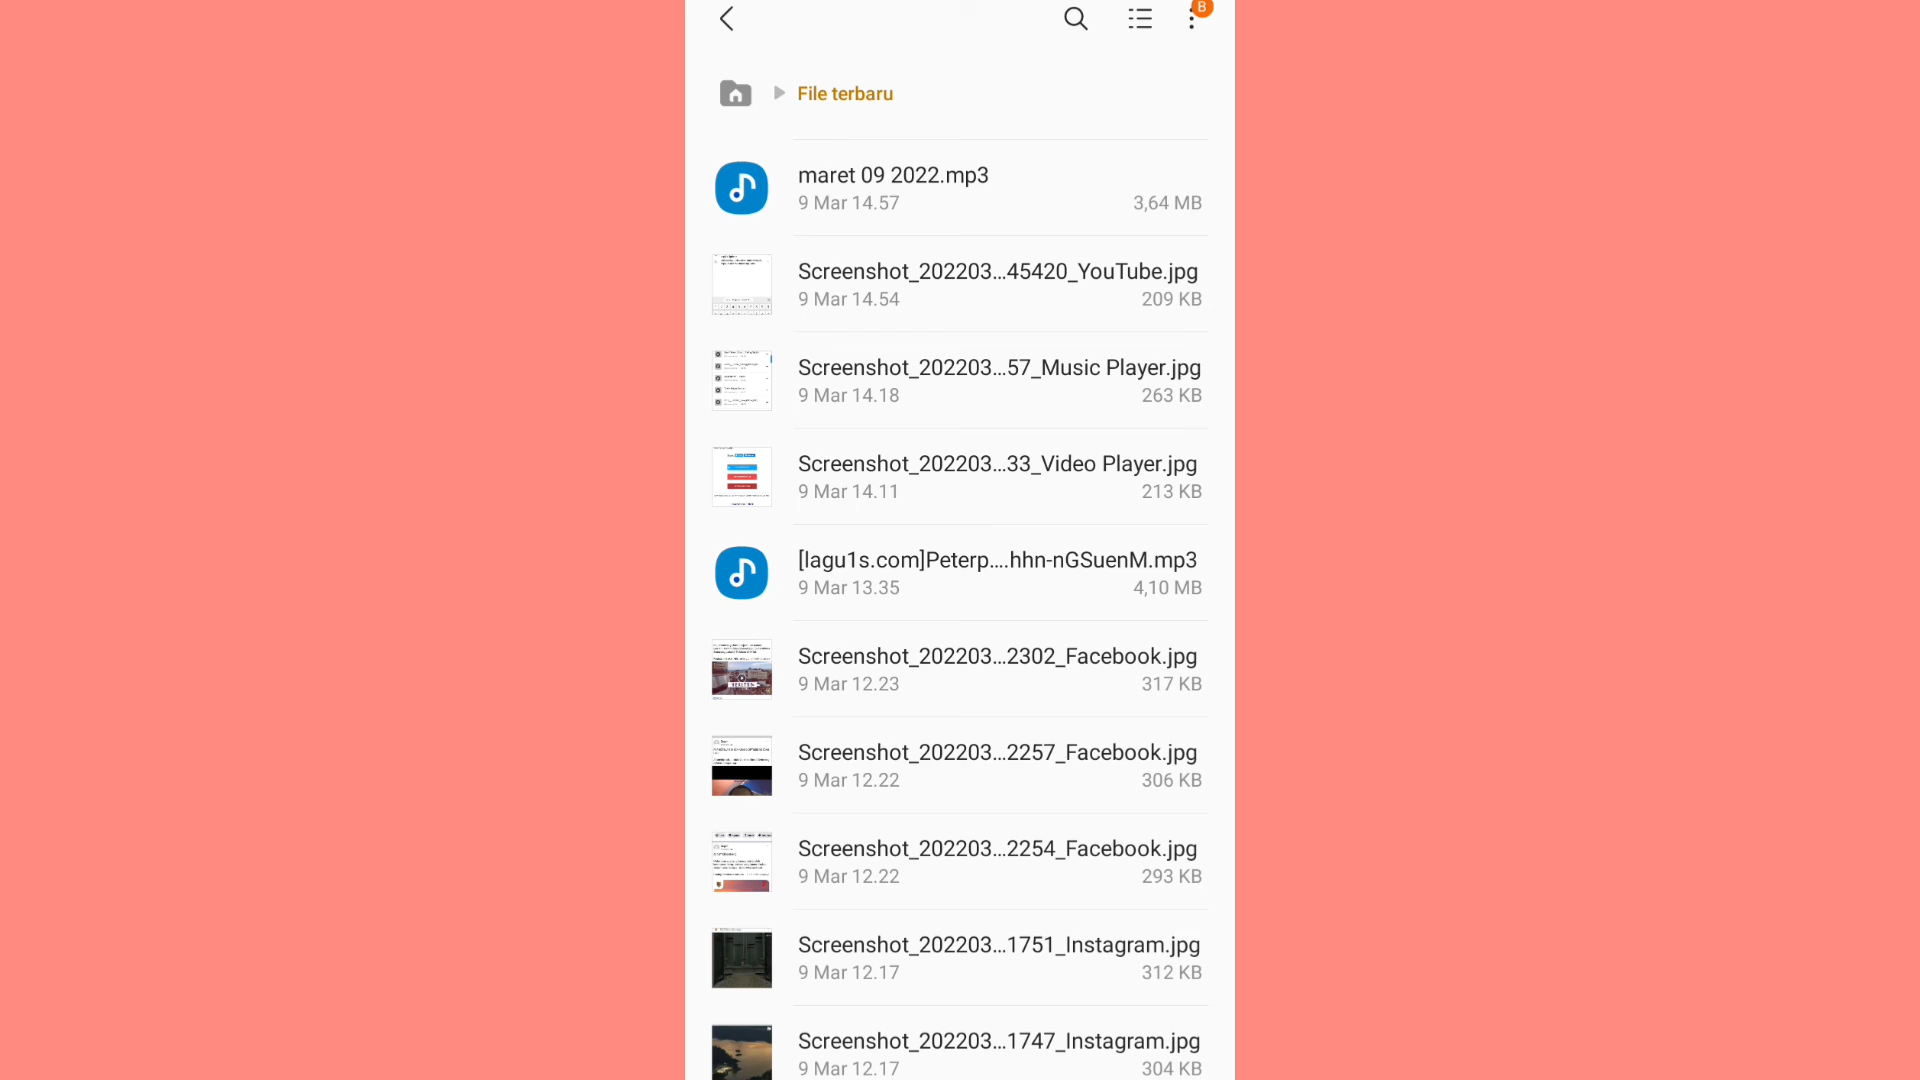 B
File terbaru
maret 09 2022.mp3
9 Mar 14.57 3,64 MB
Screenshot_202203...45420_YouTube.jpg
9 Mar 14.54 209 KB
Screenshot_202203...57_Music Player.jpg
9 Mar 14.18 263 KB
Screenshot_202203...33_Video Player.jpg
9 Mar 14.11 213 KB
[lagu1s.com]Peterp....hhn-nGSuenM.mp3
9 Mar 13.35 4,10 MB
Screenshot_202203...2302_Facebook.jpg
9 Mar 12.23 317 KB
Screenshot_202203...2257_Facebook.jpg
9 Mar 12.22 306 KB
Screenshot_202203...2254_Facebook.jpg
9 Mar 12.22 293 KB
Screenshot_202203...1751_Instagram.jpg
9 Mar 12.17 312 KB
Screenshot_202203...1747_Instagram.jpg
9 Mar 12.17 304 KB